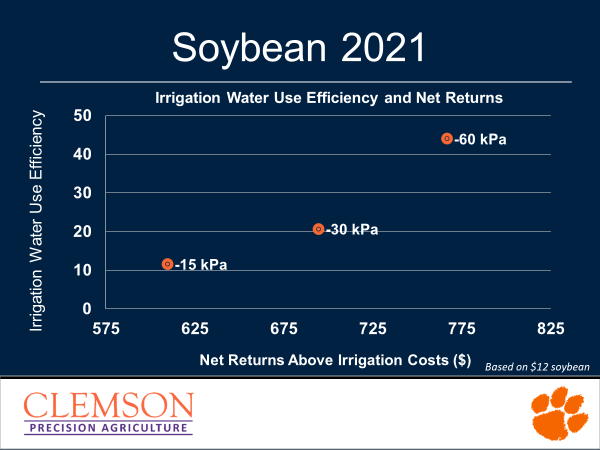 Soybean 2021
Irrigation Water Use Efficiency and Net Returns
Irrigation Water Use Efficiency
50
40
30
20
10
0
-60 kPa
-30 kPa
-15 kPa
575 625 675 725 775 825
Net Returns Above Irrigation Costs ($)
Based on $12 soybean
CLEMSON
PRECISION AGRICULTURE